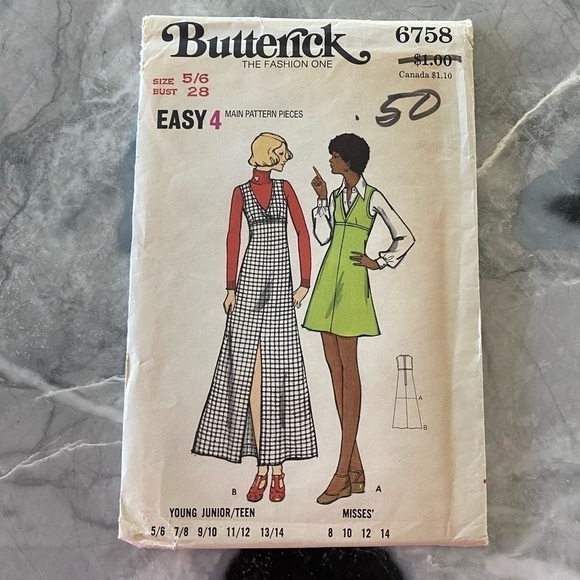 Butterick
THE FASHION ONE
6758
$1.00
Canada $1.10
SIZE 5/6
BUST 28
.50
EASY 4 MAIN PATTERN PIECES
A
B
B
A
YOUNG JUNIOR/TEEN
MISSES'
5/6 7/8 9/10 11/12 13/14
8 10 12 14